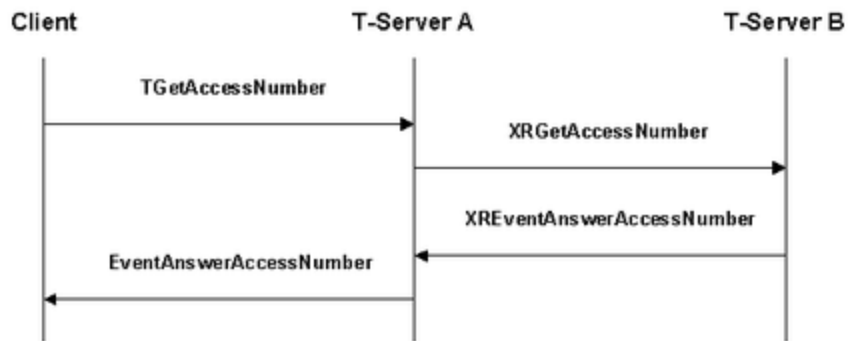 Client T-Server A T-Server B
TGetAccessNumber
XRGetAccessNumber
XREventAnswerAccessNumber
EventAnswerAccessNumber